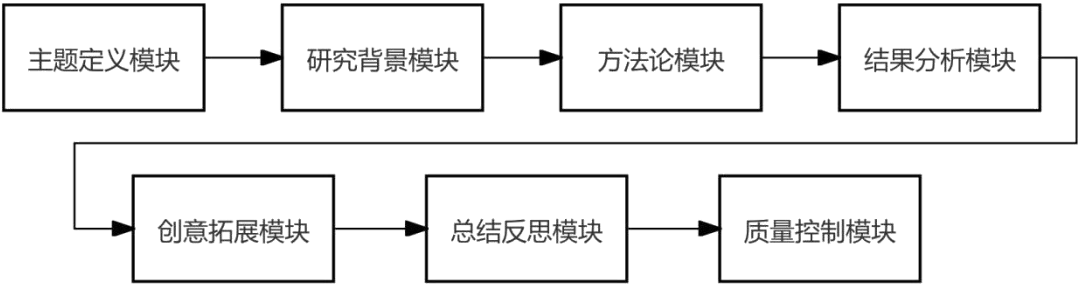 主题定义模块
研究背景模块
方法论模块
结果分析模块
创意拓展模块
总结反思模块
质量控制模块